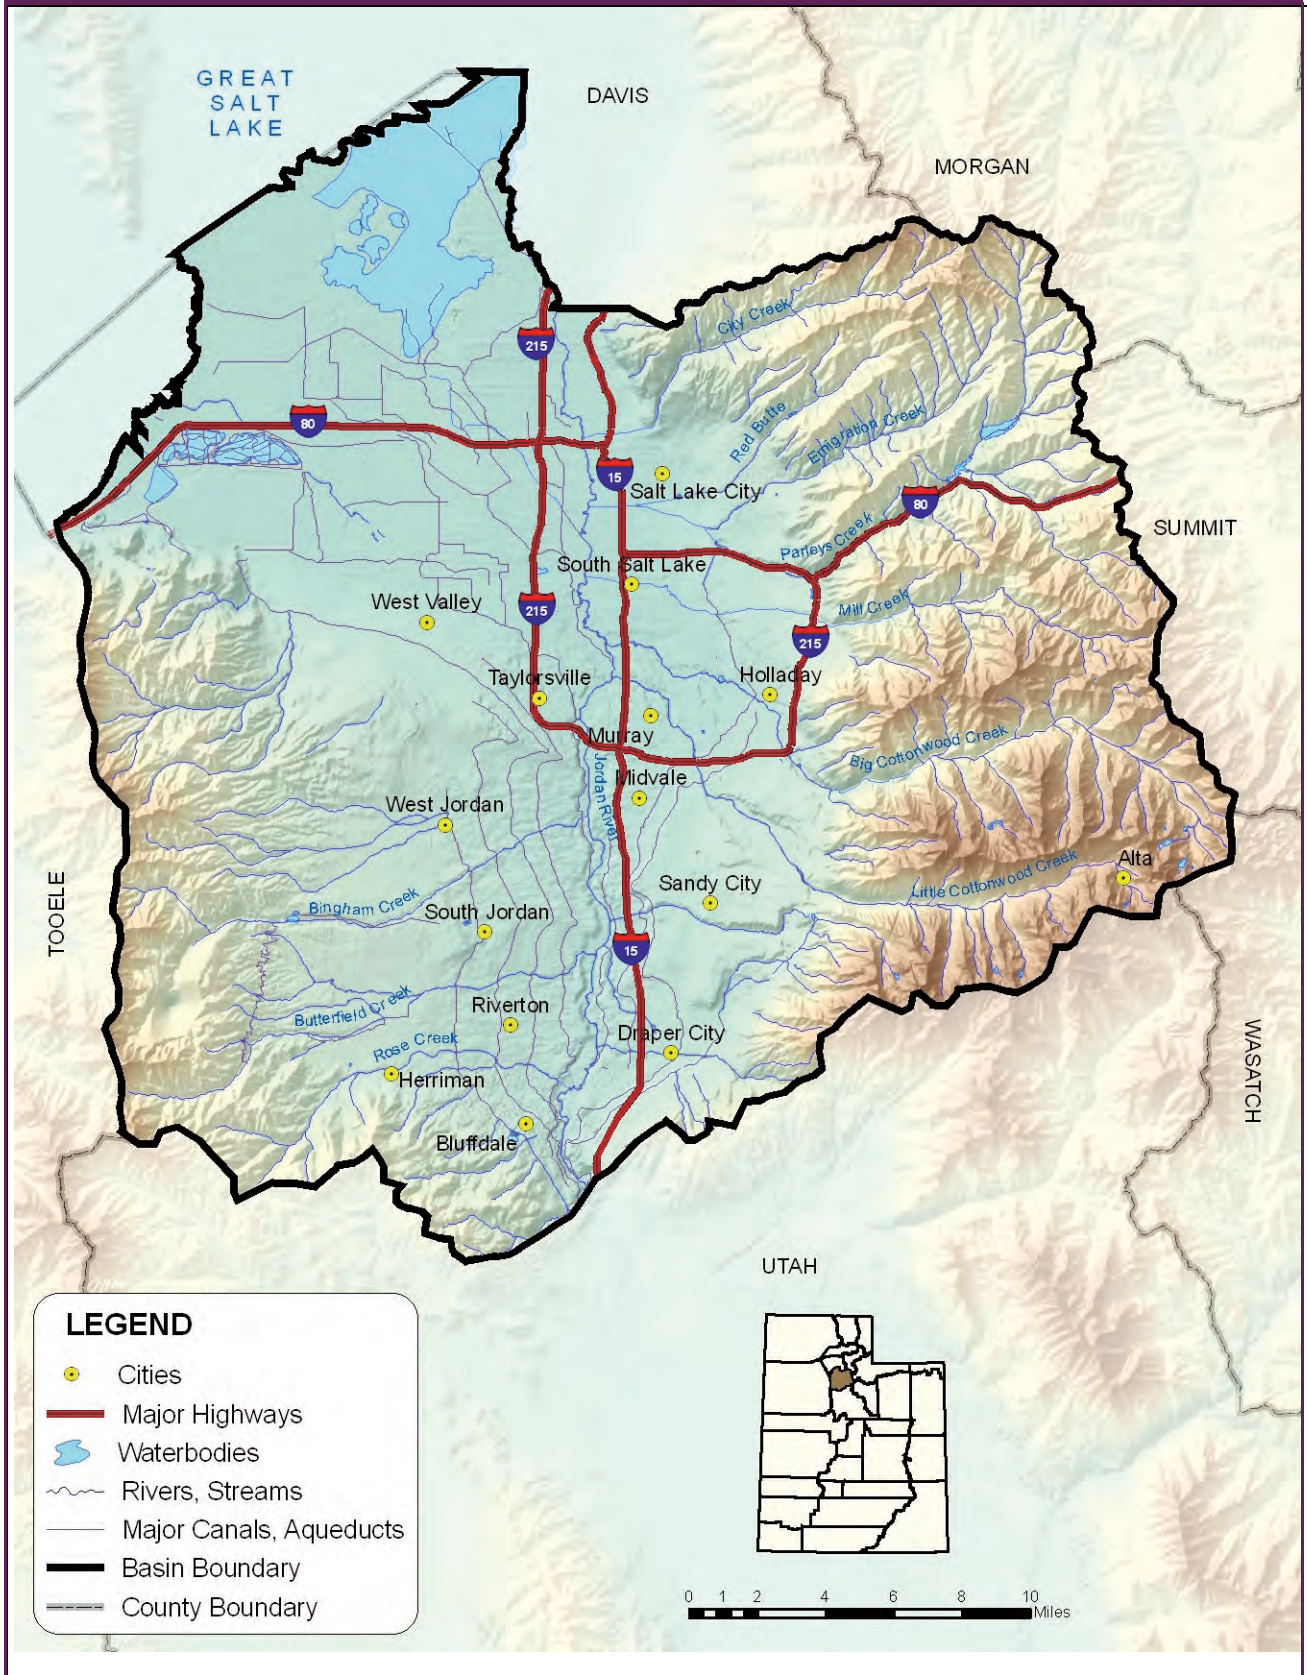 GREAT
SALT
LAKE
DAVIS
MORGAN
City Creek
215
Red Butte
Emigration Creek
80
15
Salt Lake City
80
SUMMIT
Parleys Creek
South Salt Lake
West Valley
215
Mill Creek
215
Taylorsville
Holladay
Murray
Big Cottonwood Creek
Jordan River
Midvale
West Jordan
Alta
Little Cottonwood Creek
Sandy City
TOOELE
Bingham Creek
South Jordan
15
Butterfield Creek
Riverton
Draper City
Rose Creek
Herriman
WASATCH
Bluffdale
UTAH
LEGEND
Cities
Major Highways
Waterbodies
Rivers, Streams
Major Canals, Aqueducts
Basin Boundary
County Boundary
0 1 2 4 6 8 10
Miles